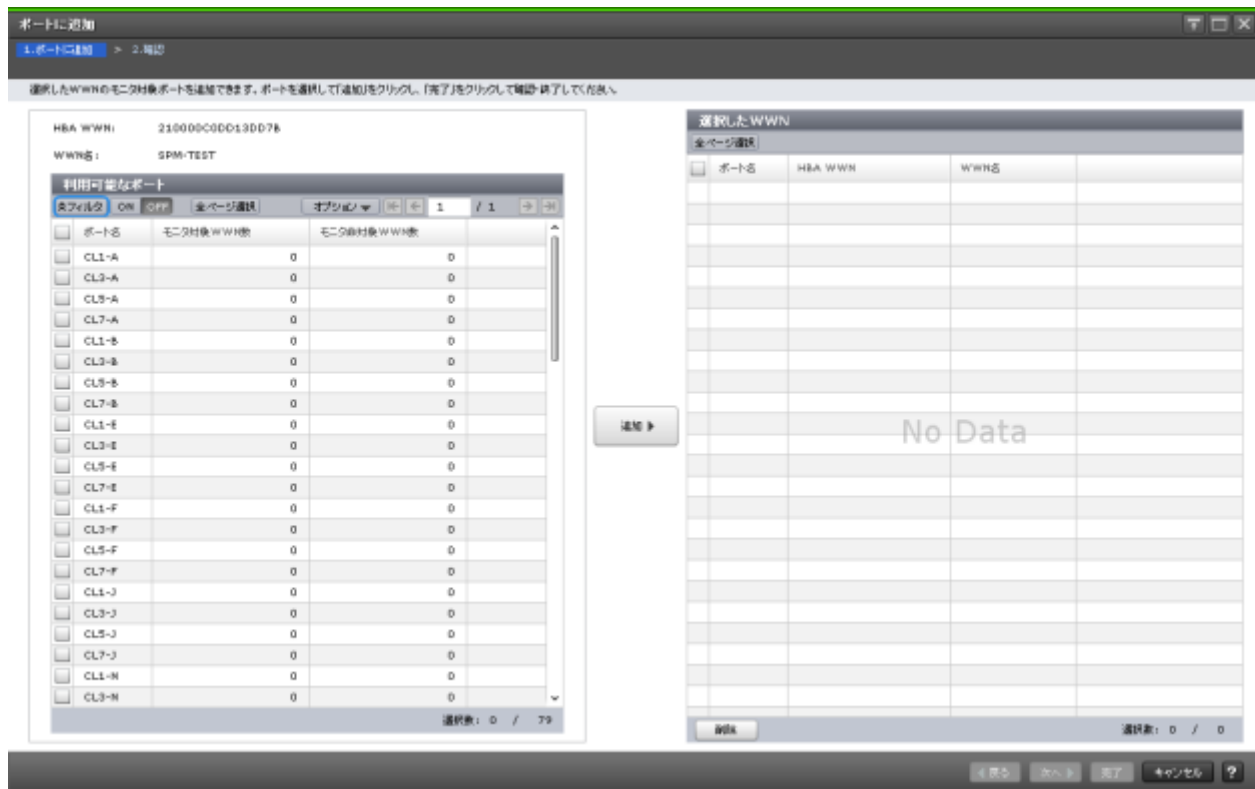 ポートに追加
1.ポートに追加 > 2.確認
選択したWWNのモニタ対象ポートを追加できます。ポートを選択して「追加」をクリックし、「完了」をクリックして確認・終了してください。
HBA WWN: 210000C0DD13DD7B
WWN名: SPM-TEST
利用可能なポート
全フィルタ ON OFF 全ページ選択 オプション 1 / 1
ポート名 モニタ対象WWN数 モニタ非対象WWN数
CL1-A 0 0
CL3-A 0 0
CL5-A 0 0
CL7-A 0 0
CL1-B 0 0
CL3-B 0 0
CL5-B 0 0
CL7-B 0 0
CL1-E 0 0
CL3-E 0 0
CL5-E 0 0
CL7-E 0 0
CL1-F 0 0
CL3-F 0 0
CL5-F 0 0
CL7-F 0 0
CL1-J 0 0
CL3-J 0 0
CL5-J 0 0
CL7-J 0 0
CL1-N 0 0
CL3-N 0 0
選択数: 0 / 79
追加
選択したWWN
全ページ選択
ポート名 HBA WWN WWN名
No Data
削除 選択数: 0 / 0
戻る 次へ 完了 キャンセル ?